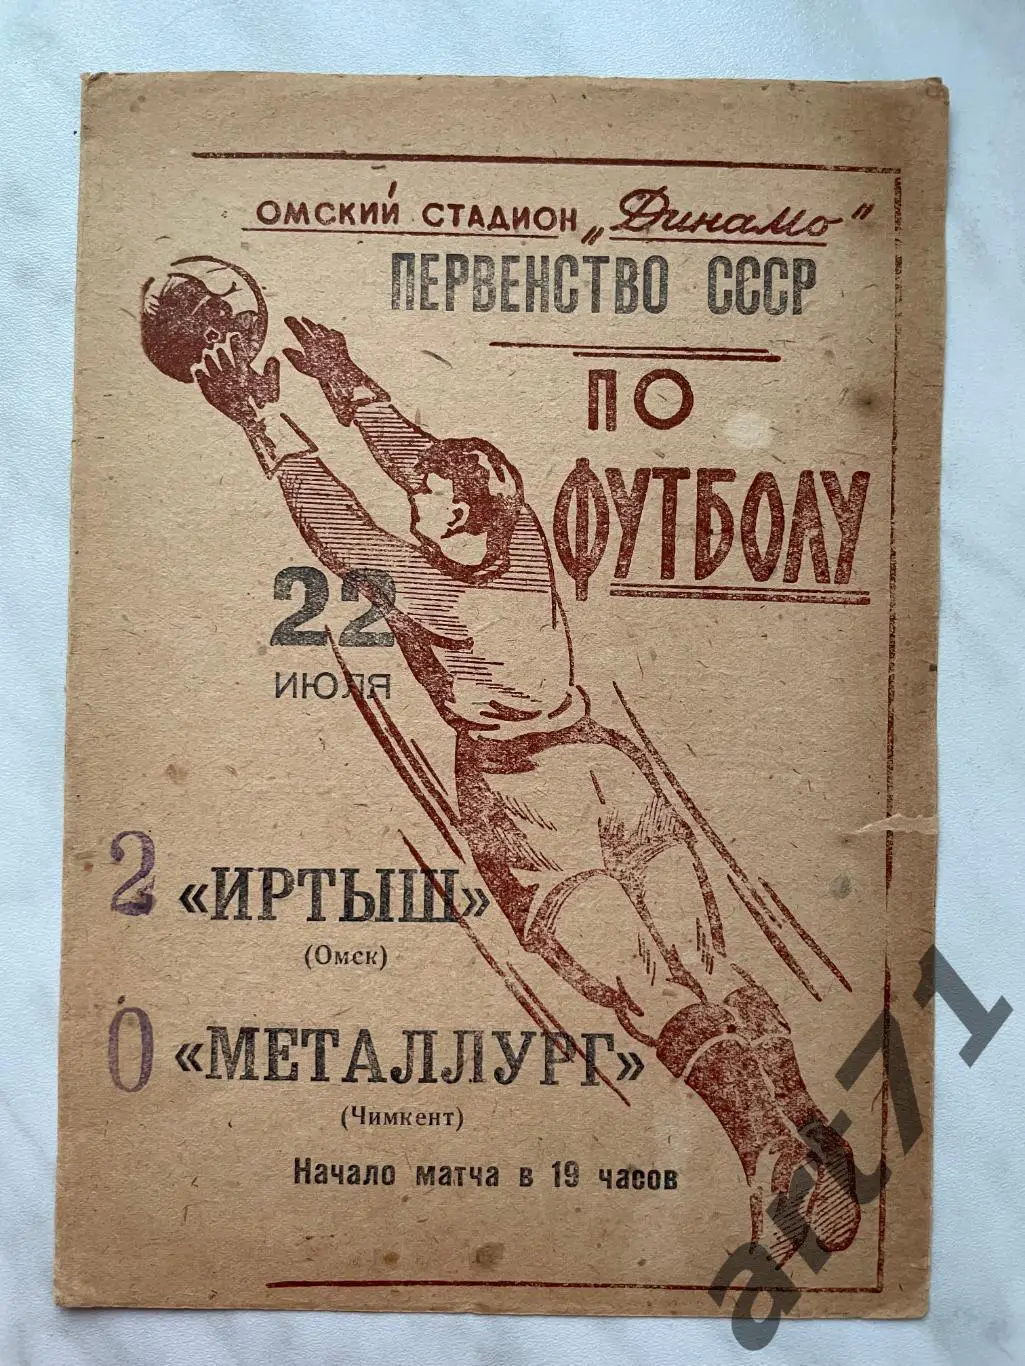 ОМСКИЙ СТАДИОН „Динамо"
ПЕРВЕНСТВО СССР
ПО
ФУТБОЛУ
22
ИЮЛЯ
2 «ИРТЫШ»
(Омск)
0 «МЕТАЛЛУРГ»
(Чимкент)
Начало матча в 19 часов
art71